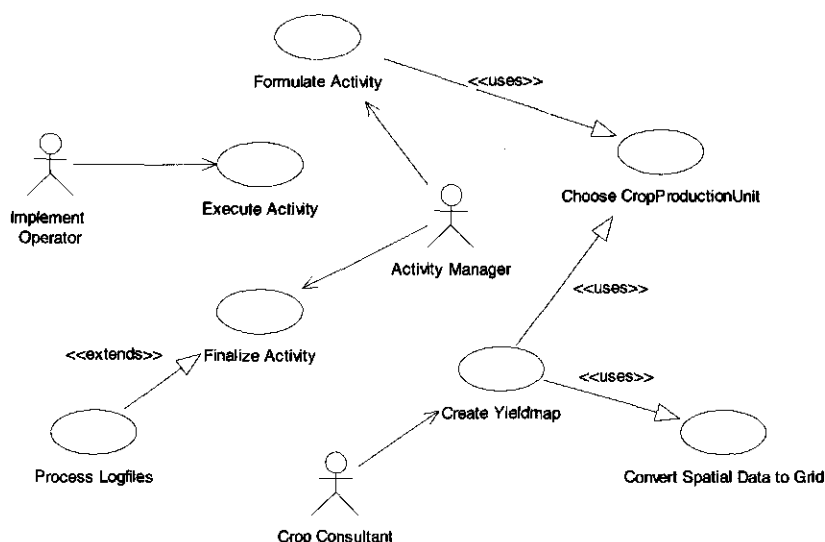 Formulate Activity
<<uses>>
Implement
Operator
Execute Activity
Choose CropProductionUnit
Activity Manager
<<uses>>
<<extends>>
Finalize Activity
<<uses>>
Create Yieldmap
Process Logfiles
Convert Spatial Data to Grid
Crop Consultant